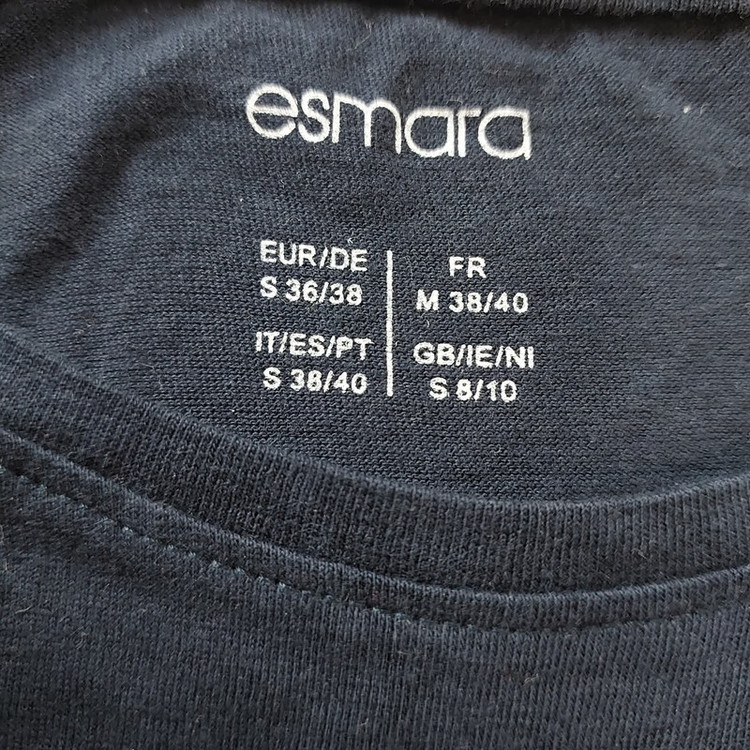 esmara
EUR/DE
S 36/38
FR
M 38/40
IT/ES/PT
S 38/40
GB/IE/NI
S 8/10